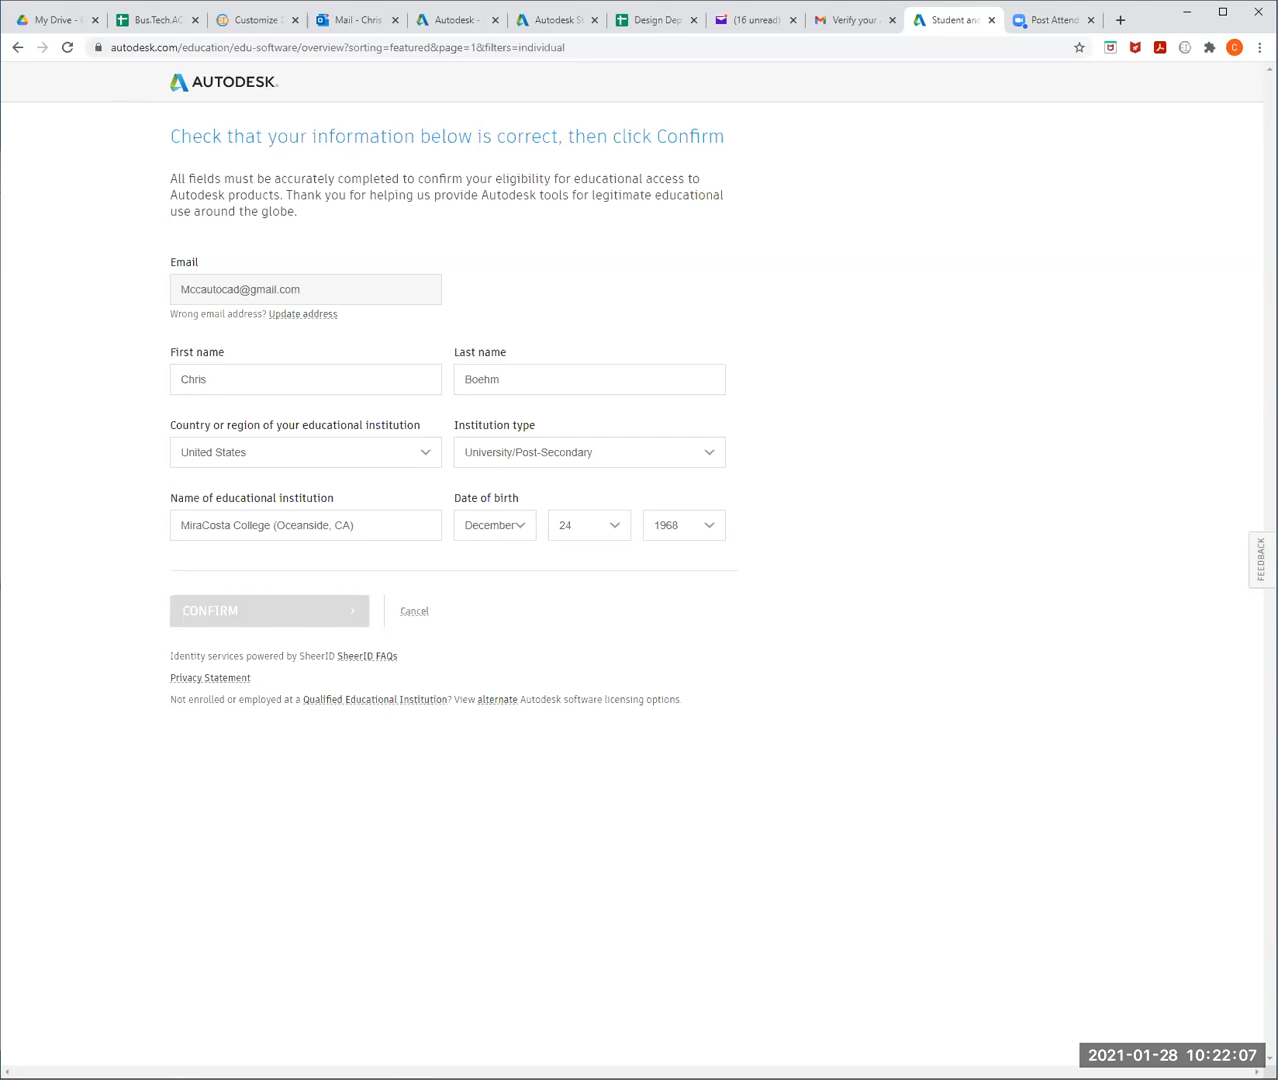 My Drive -
Bus.Tech.AC
Customize
Mail - Chris
Autodesk -
Autodesk St
Design Dep
(16 unread)
Verify your
Student and
Post Attend
autodesk.com/education/edu-software/overview?sorting=featured&page=1&filters=individual
C
AUTODESK.
Check that your information below is correct, then click Confirm
All fields must be accurately completed to confirm your eligibility for educational access to
Autodesk products. Thank you for helping us provide Autodesk tools for legitimate educational
use around the globe.
Email
Mccautocad@gmail.com
Wrong email address? Update address
First name
Last name
Chris
Boehm
Country or region of your educational institution
Institution type
United States
University/Post-Secondary
Name of educational institution
Date of birth
MiraCosta College (Oceanside, CA)
December
24
1968
FEEDBACK
CONFIRM
Cancel
Identity services powered by SheerID SheerID FAQs
Privacy Statement
Not enrolled or employed at a Qualified Educational Institution? View alternate Autodesk software licensing options.
2021-01-28 10:22:07